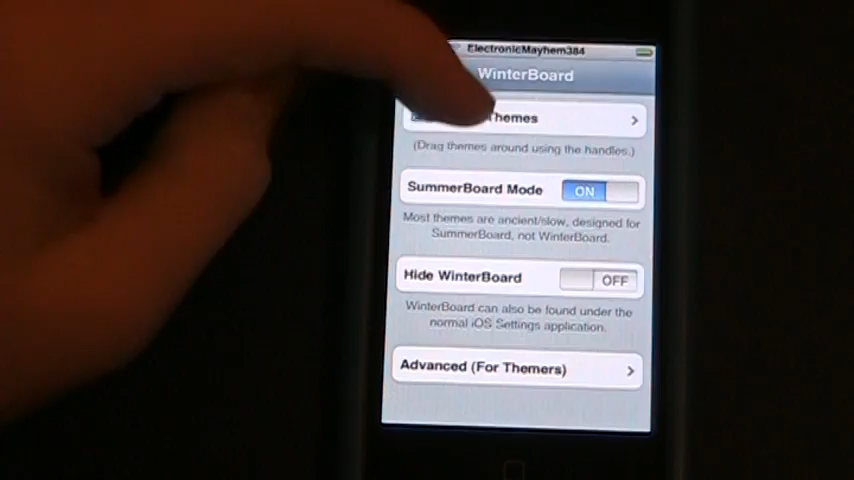 ElectronicMayhem384
WinterBoard
Themes
(Drag themes around using the handles.)
SummerBoard Mode
ON
Most themes are ancient/slow, designed for
SummerBoard, not WinterBoard.
Hide WinterBoard
OFF
WinterBoard can also be found under the
normal iOS Settings application.
Advanced (For Themers)